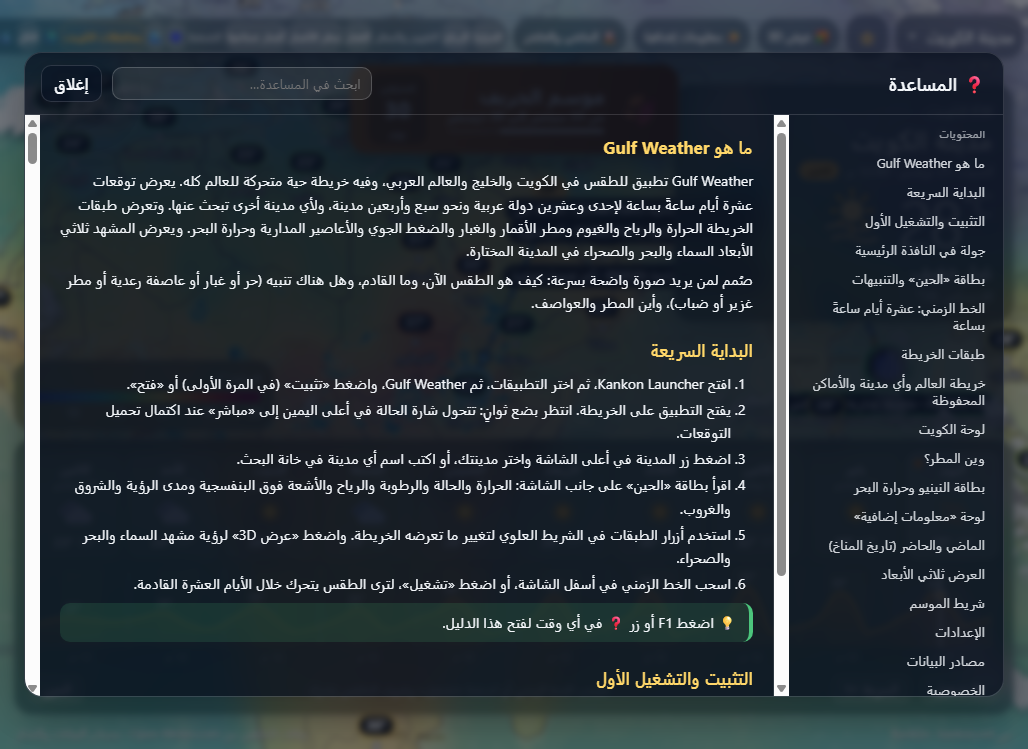 ❓ المساعدة
ابحث في المساعدة...
إغلاق
المحتويات
ما هو Gulf Weather
البداية السريعة
التثبيت والتشغيل الأول
جولة في النافذة الرئيسية
بطاقة «الحين» والتنبيهات
الخط الزمني: عشرة أيام ساعةً
بساعة
طبقات الخريطة
خريطة العالم وأي مدينة والأماكن
المحفوظة
لوحة الكويت
وين المطر؟
بطاقة النينيو وحرارة البحر
لوحة «معلومات إضافية»
الماضي والحاضر (تاريخ المناخ)
العرض ثلاثي الأبعاد
شريط الموسم
الإعدادات
مصادر البيانات
الخصوصية
ما هو Gulf Weather
Gulf Weather تطبيق للطقس في الكويت والخليج والعالم العربي، وفيه خريطة حية متحركة للعالم كله. يعرض توقعات
عشرة أيام ساعةً بساعة لإحدى وعشرين دولة عربية ونحو سبع وأربعين مدينة، ولأي مدينة أخرى تبحث عنها. وتعرض طبقات
الخريطة الحرارة والرياح والغيوم ومطر الأقمار والغبار والضغط الجوي والأعاصير المدارية وحرارة البحر. ويعرض المشهد ثلاثي
الأبعاد السماء والبحر والصحراء في المدينة المختارة.
صُمم لمن يريد صورة واضحة بسرعة: كيف هو الطقس الآن، وما القادم، وهل هناك تنبيه (حر أو غبار أو عاصفة رعدية أو مطر
غزير أو ضباب)، وأين المطر والعواصف.
البداية السريعة
1. افتح Kankon Launcher، ثم اختر التطبيقات، ثم Gulf Weather، واضغط «تثبيت» (في المرة الأولى) أو «فتح».
2. يفتح التطبيق على الخريطة. انتظر بضع ثوانٍ: تتحول شارة الحالة في أعلى اليمين إلى «مباشر» عند اكتمال تحميل
التوقعات.
3. اضغط زر المدينة في أعلى الشاشة واختر مدينتك، أو اكتب اسم أي مدينة في خانة البحث.
4. اقرأ بطاقة «الحين» على جانب الشاشة: الحرارة والحالة والرطوبة والرياح والأشعة فوق البنفسجية ومدى الرؤية والشروق
والغروب.
5. استخدم أزرار الطبقات في الشريط العلوي لتغيير ما تعرضه الخريطة. واضغط «عرض 3D» لرؤية مشهد السماء والبحر
والصحراء.
6. اسحب الخط الزمني في أسفل الشاشة، أو اضغط «تشغيل»، لترى الطقس يتحرك خلال الأيام العشرة القادمة.
💡 اضغط F1 أو زر ❓ في أي وقت لفتح هذا الدليل.
التثبيت والتشغيل الأول